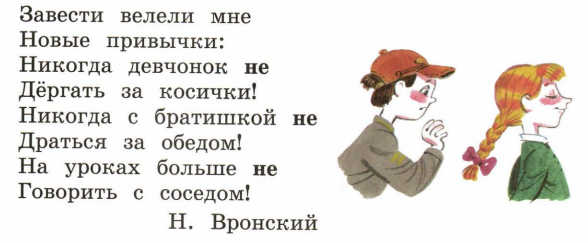 Завести велели мне
Новые привычки:
Никогда девчонок не
Дёргать за косички!
Никогда с братишкой не
Драться за обедом!
На уроках больше не
Говорить с соседом!
Н. Вронский